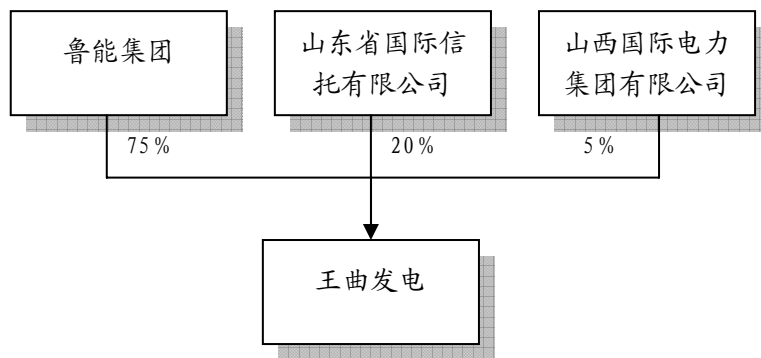 鲁能集团
山东省国际信
托有限公司
山西国际电力
集团有限公司
75%
20%
5%
王曲发电